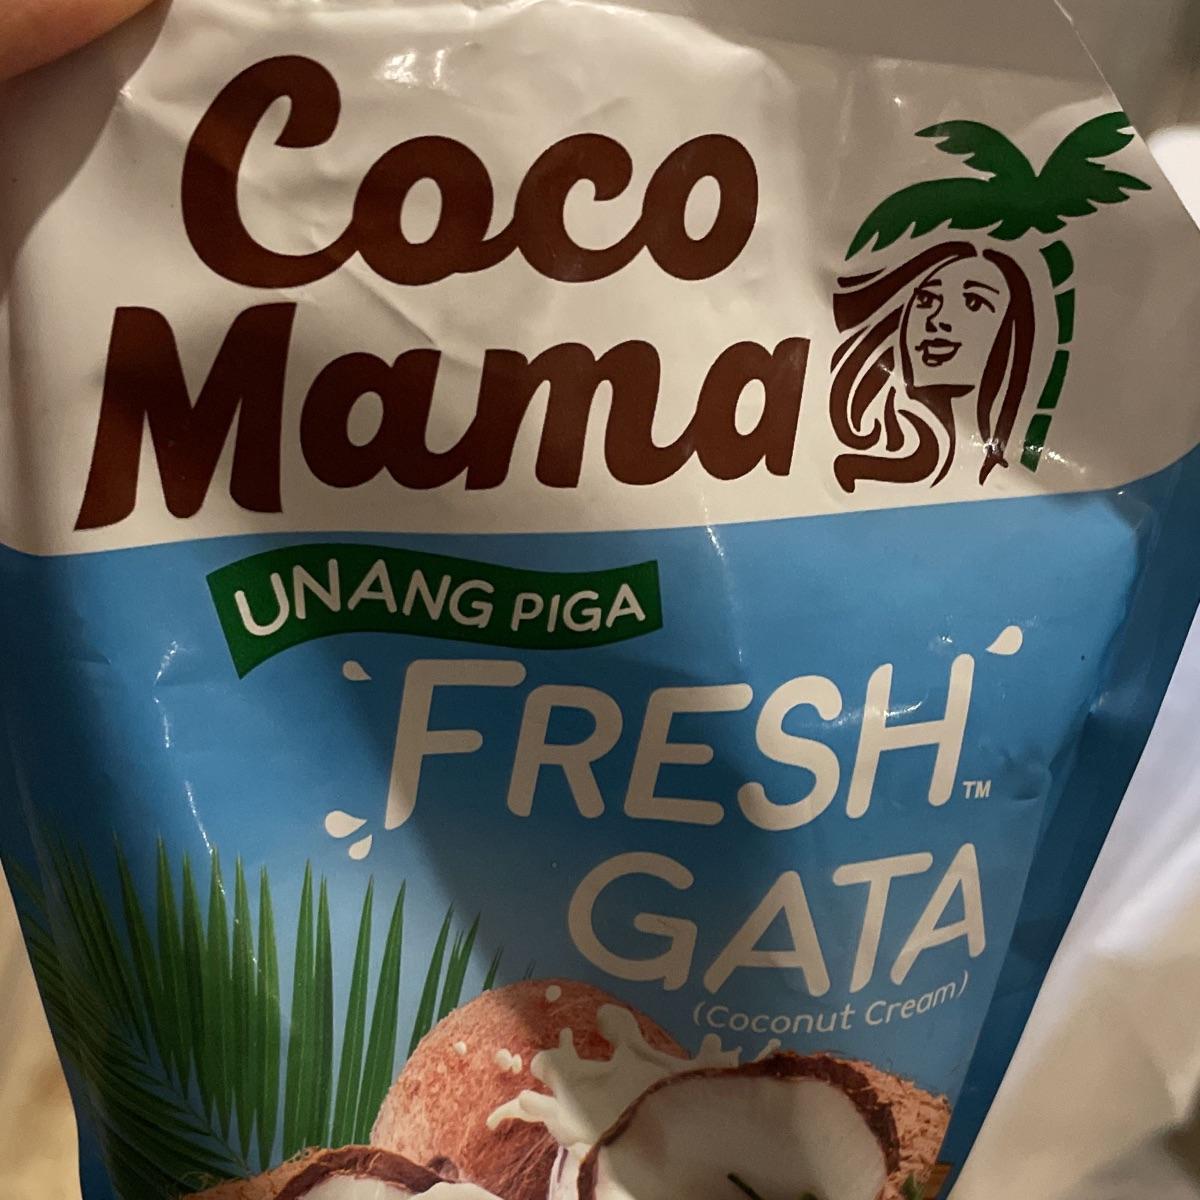 Coco
Mama
UNANG PIGA
FRESH™
GATA
(Coconut Cream)